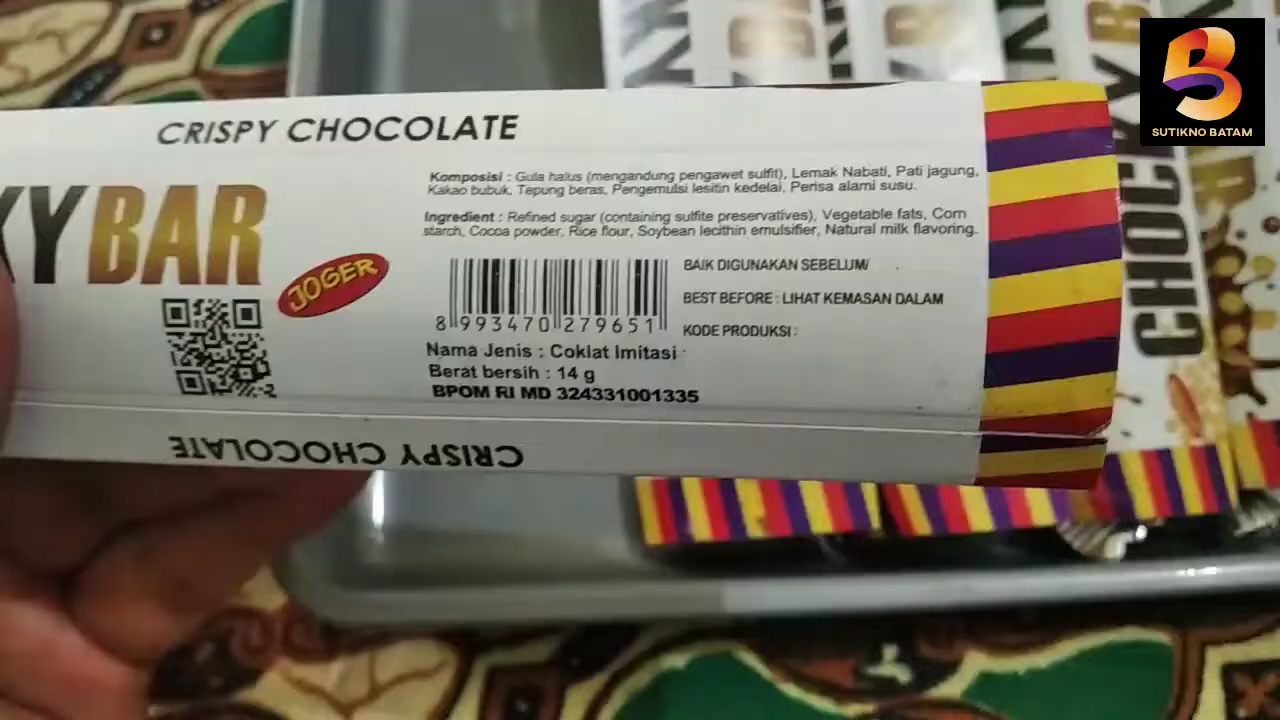 CRISPY CHOCOLATE
Komposisi : Gula halus (mengandung pengawet sulfit), Lemak Nabati, Pati jagung,
Kakao bubuk, Tepung beras, Pengemulsi lesitin kedelai, Perisa alami susu.
Ingredient : Refined sugar (containing sulfite preservatives), Vegetable fats, Corn
starch, Cocoa powder, Rice flour, Soybean lecithin emulsifier, Natural milk flavoring.
KYBAR
JOGER
8 993470 279651
BAIK DIGUNAKAN SEBELUM/
BEST BEFORE : LIHAT KEMASAN DALAM
KODE PRODUKSI :
Nama Jenis : Coklat Imitasi
Berat bersih : 14 g
BPOM RI MD 324331001335
CRISPY CHOCOLATE
CHOCKYB
SUTIKNO BATAM